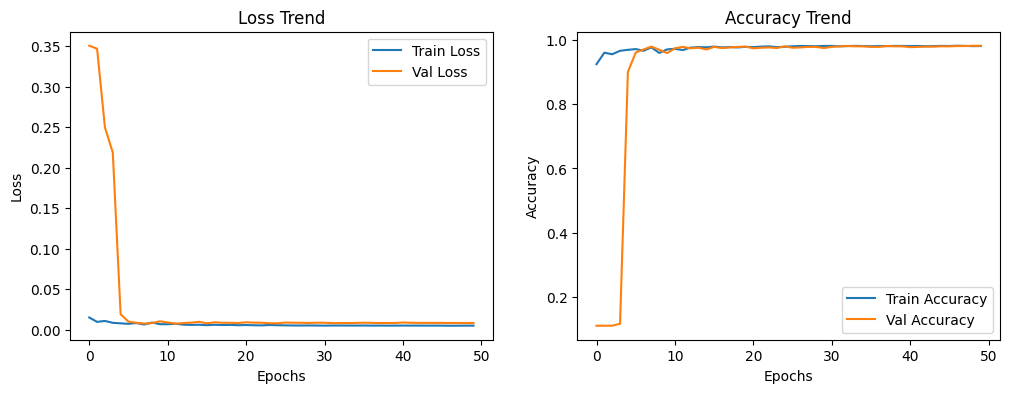 Loss Trend
0.35
0.30
0.25
0.20
0.15
0.10
0.05
0.00
Loss
Train Loss
Val Loss
0 10 20 30 40 50
Epochs
Accuracy Trend
1.0
0.8
0.6
0.4
0.2
Accuracy
Train Accuracy
Val Accuracy
0 10 20 30 40 50
Epochs